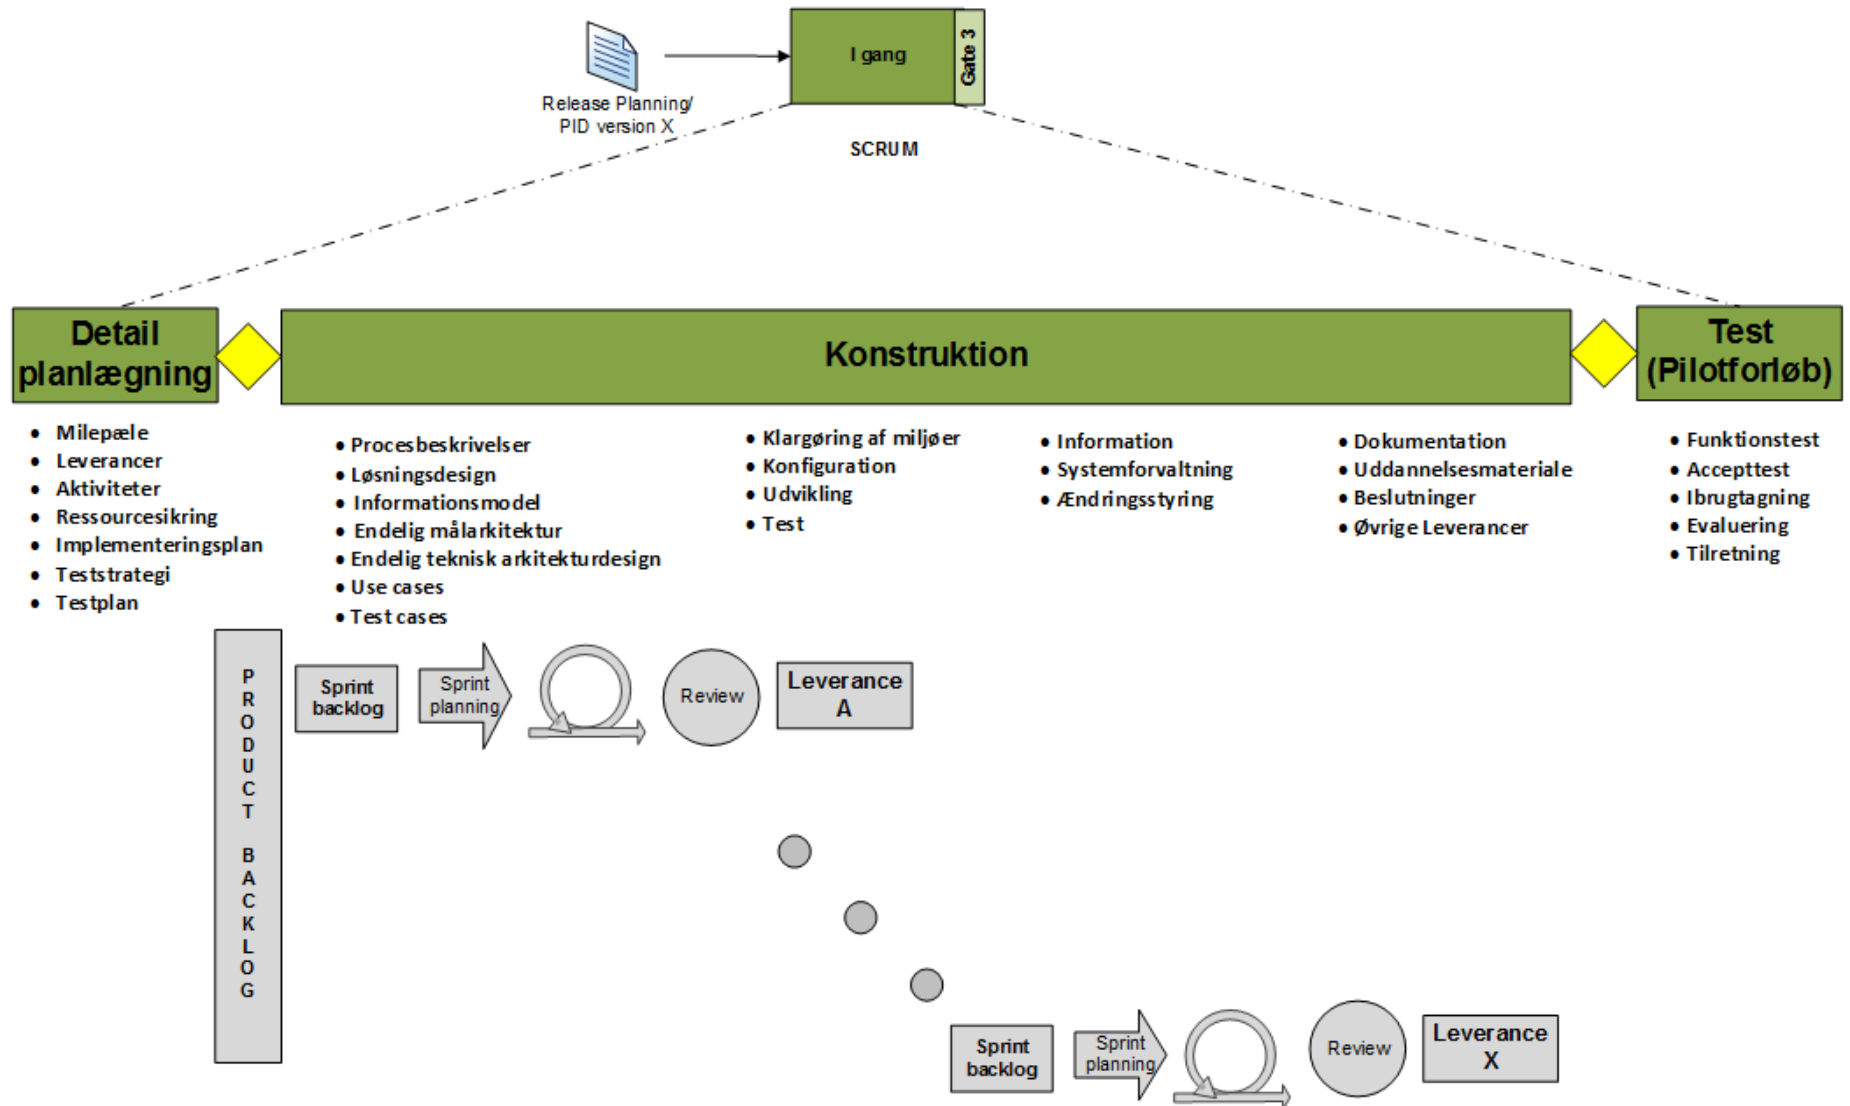 I gang
Gate 3
Release Planning/
PID version X
SCRUM
Detail
planlægning
Konstruktion
Test
(Pilotforløb)
• Milepæle
• Leverancer
• Aktiviteter
• Ressourcesikring
• Implementeringsplan
• Teststrategi
• Testplan
• Procesbeskrivelser
• Løsningsdesign
• Informationsmodel
• Endelig målarkitektur
• Endelig teknisk arkitekturdesign
• Use cases
• Test cases
• Klargøring af miljøer
• Konfiguration
• Udvikling
• Test
• Information
• Systemforvaltning
• Ændringsstyring
• Dokumentation
• Uddannelsesmateriale
• Beslutninger
• Øvrige Leverancer
• Funktionstest
• Accepttest
• Ibrugtagning
• Evaluering
• Tilretning
PRODUCT BACKLOG
Sprint
backlog
Sprint
planning
Review
Leverance
A
Sprint
backlog
Sprint
planning
Review
Leverance
X